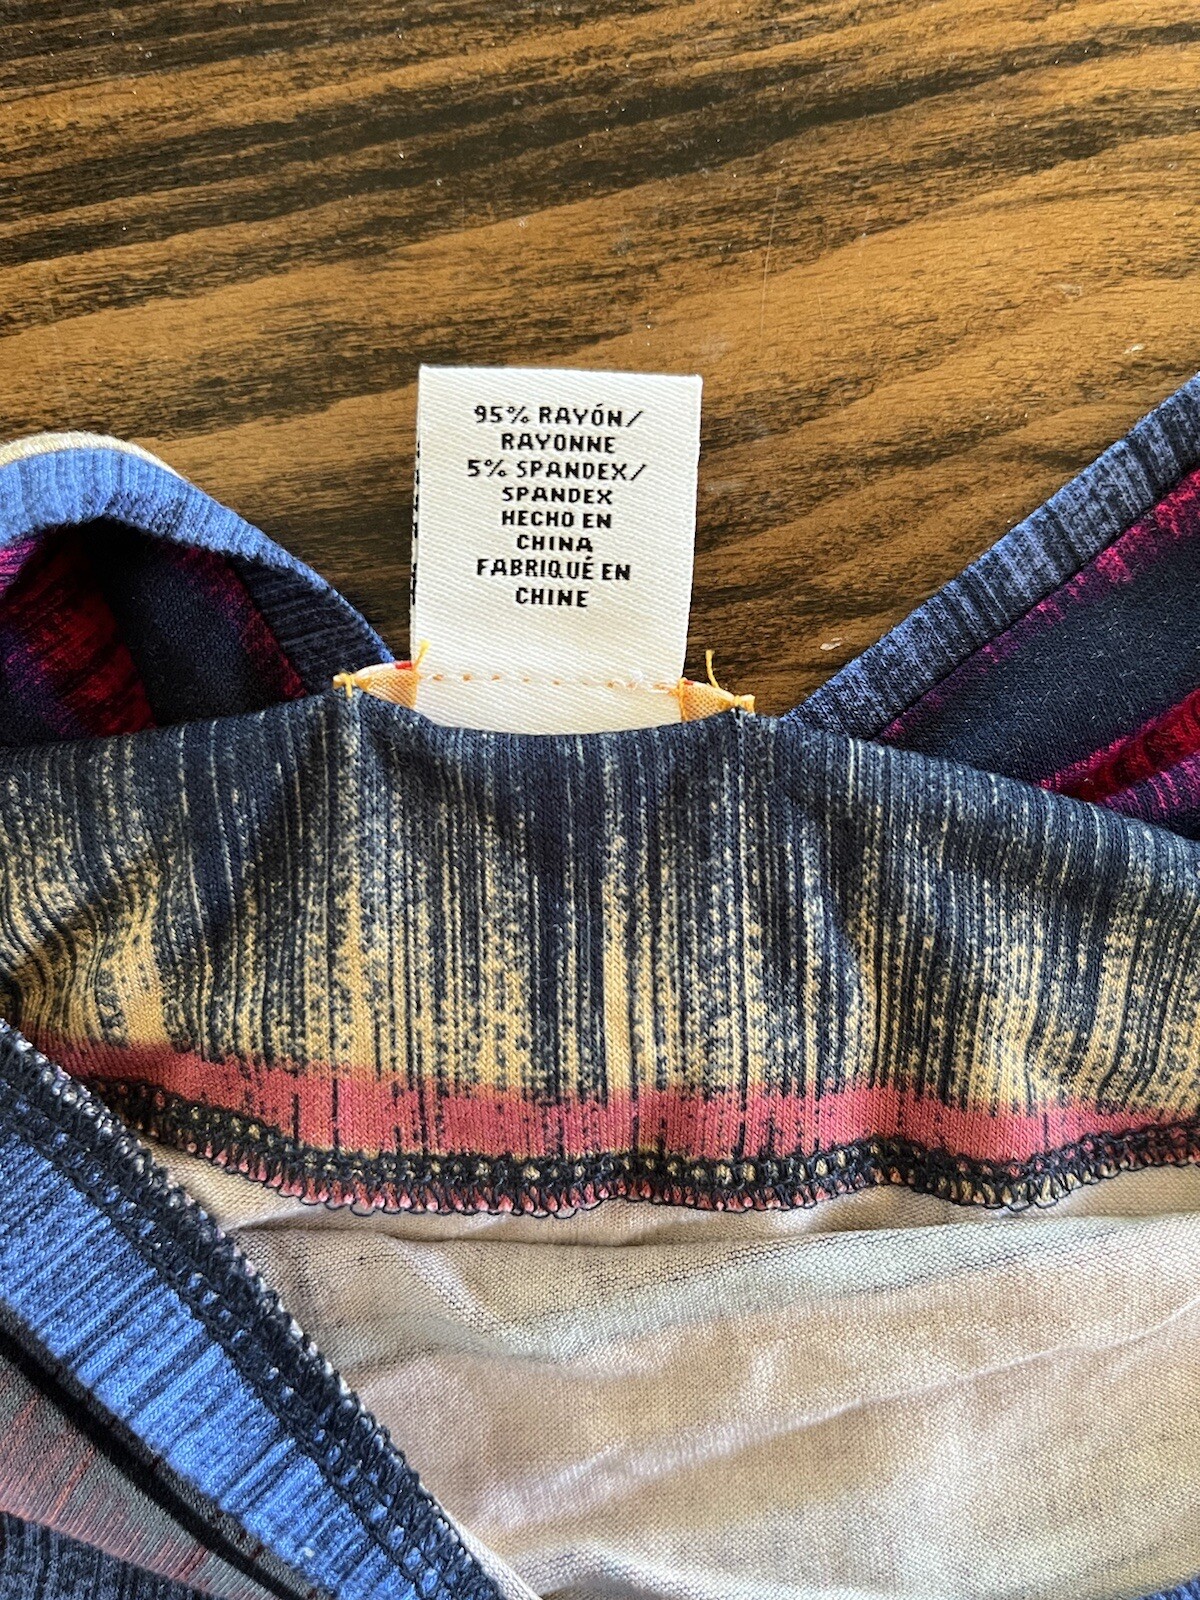 95% RAYÓN/
RAYONNE
5% SPANDEX/
SPANDEX
HECHO EN
CHINA
FABRIQUÉ EN
CHINE